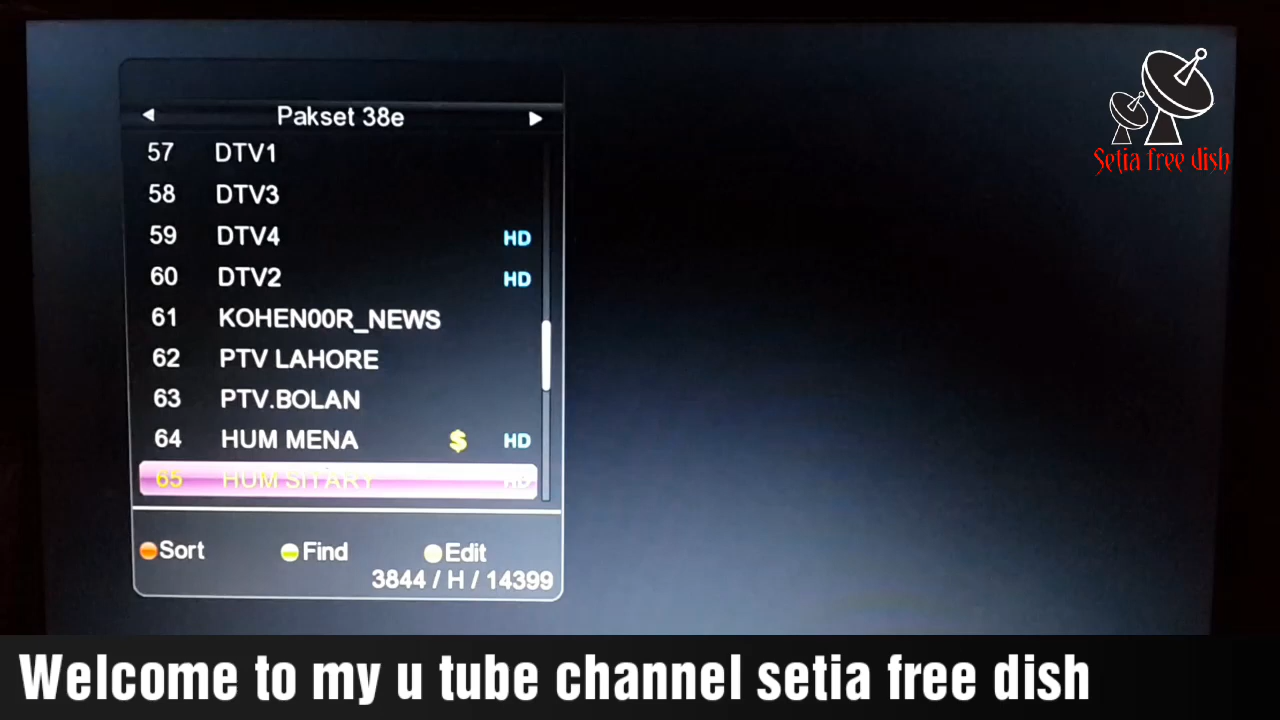 Pakset 38e
57 DTV1
58 DTV3
59 DTV4 HD
60 DTV2 HD
61 KOHEN00R_NEWS
62 PTV LAHORE
63 PTV.BOLAN
64 HUM MENA $ HD
65 HUM SITARY HD
Sort Find Edit
3844 / H / 14399
Setia free dish
Welcome to my u tube channel setia free dish